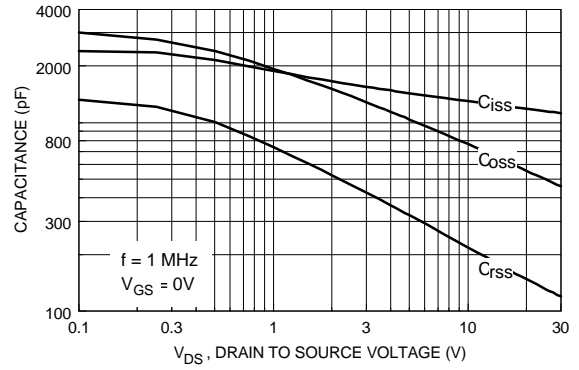 4000
2000
800
300
100
CAPACITANCE (pF)
Ciss
Coss
Crss
f = 1 MHz
VGS = 0V
0.1
0.3
1
3
10
30
VDS , DRAIN TO SOURCE VOLTAGE (V)